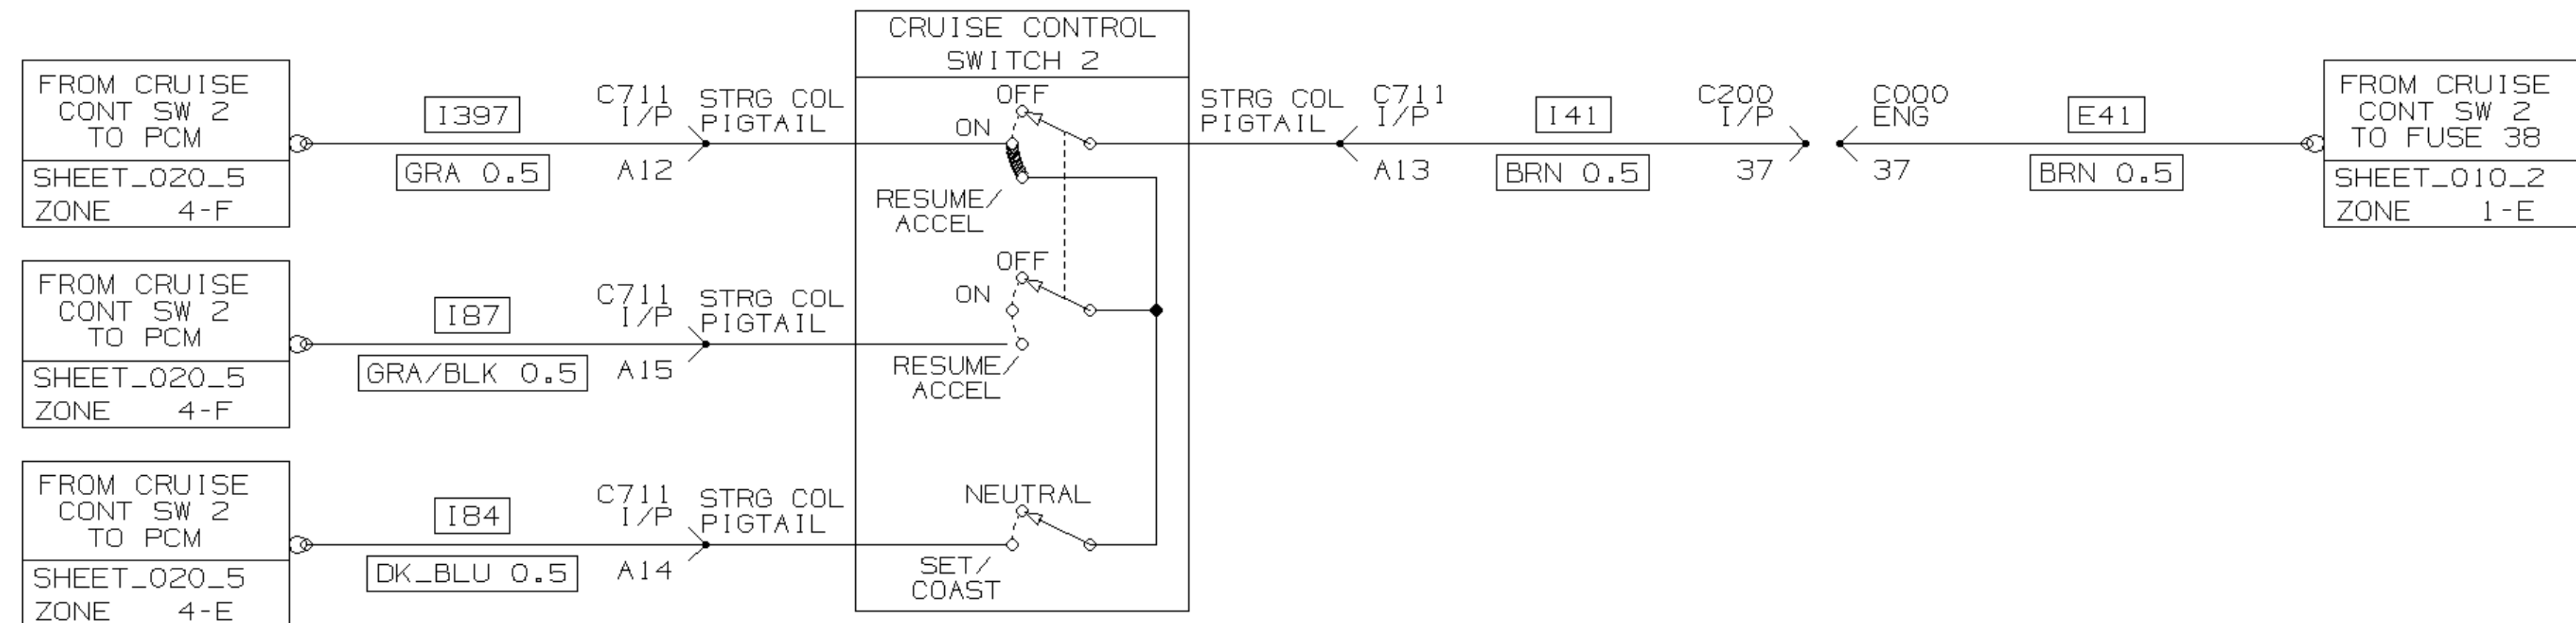 CRUISE CONTROL
SWITCH 2
FROM CRUISE
CONT SW 2
TO PCM
SHEET_020_5
ZONE 4-F
I397
GRA 0.5
C711
I/P
A12
STRG COL
PIGTAIL
OFF
ON
RESUME/
ACCEL
STRG COL
PIGTAIL
C711
I/P
A13
I41
BRN 0.5
C200
I/P
37
C000
ENG
37
E41
BRN 0.5
FROM CRUISE
CONT SW 2
TO FUSE 38
SHEET_010_2
ZONE 1-E
FROM CRUISE
CONT SW 2
TO PCM
SHEET_020_5
ZONE 4-F
I87
GRA/BLK 0.5
C711
I/P
A15
STRG COL
PIGTAIL
OFF
ON
RESUME/
ACCEL
FROM CRUISE
CONT SW 2
TO PCM
SHEET_020_5
ZONE 4-E
I84
DK_BLU 0.5
C711
I/P
A14
STRG COL
PIGTAIL
NEUTRAL
SET/
COAST